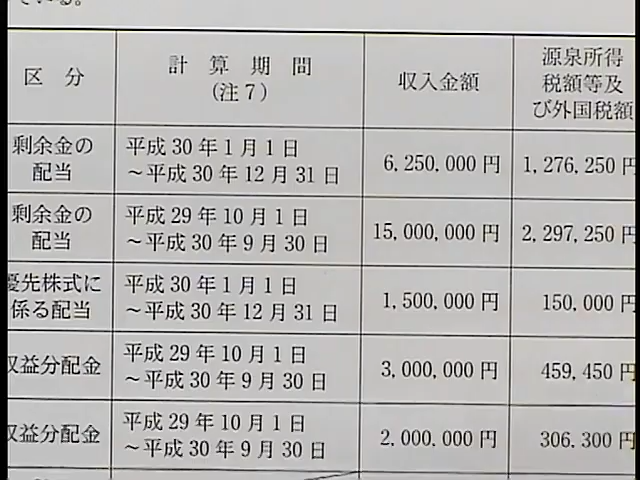 ている。
区 分
計 算 期 間
(注7)
収入金額
源泉所得
税額等及
び外国税額
剰余金の
配当
平成 30 年 1 月 1 日
～平成 30 年 12 月 31 日
6,250,000 円
1,276,250 円
剰余金の
配当
平成 29 年 10 月 1 日
～平成 30 年 9 月 30 日
15,000,000 円
2,297,250 円
優先株式に
係る配当
平成 30 年 1 月 1 日
～平成 30 年 12 月 31 日
1,500,000 円
150,000 円
収益分配金
平成 29 年 10 月 1 日
～平成 30 年 9 月 30 日
3,000,000 円
459,450 円
収益分配金
平成 29 年 10 月 1 日
～平成 30 年 9 月 30 日
2,000,000 円
306,300 円